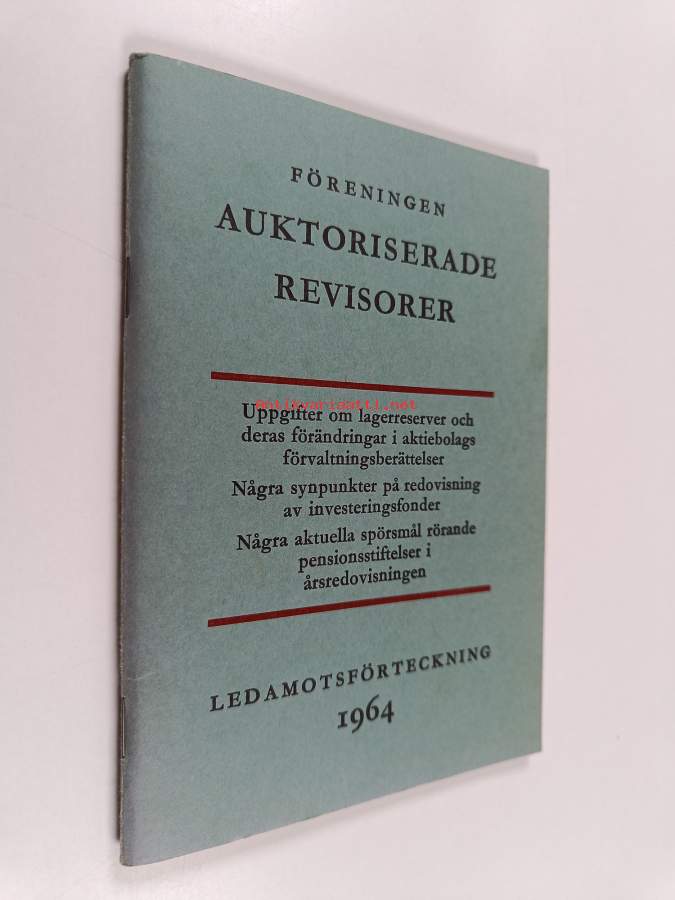 FÖRENINGEN
AUKTORISERADE
REVISORER
antikvariaatti.net
Uppgifter om lagerreserver och
deras förändringar i aktiebolags
förvaltningsberättelser
Några synpunkter på redovisning
av investeringsfonder
Några aktuella spörsmål rörande
pensionsstiftelser i
årsredovisningen
LEDAMOTSFÖRTECKNING
1964